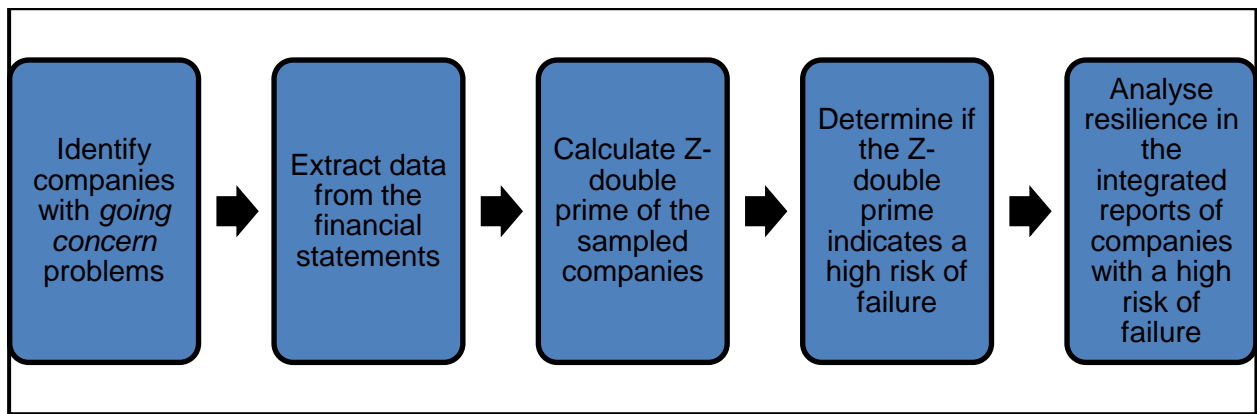 Identify
companies
with going
concern
problems
Extract data
from the
financial
statements
Calculate Z-
double
prime of the
sampled
companies
Determine if
the Z-
double
prime
indicates a
high risk of
failure
Analyse
resilience in
the
integrated
reports of
companies
with a high
risk of
failure